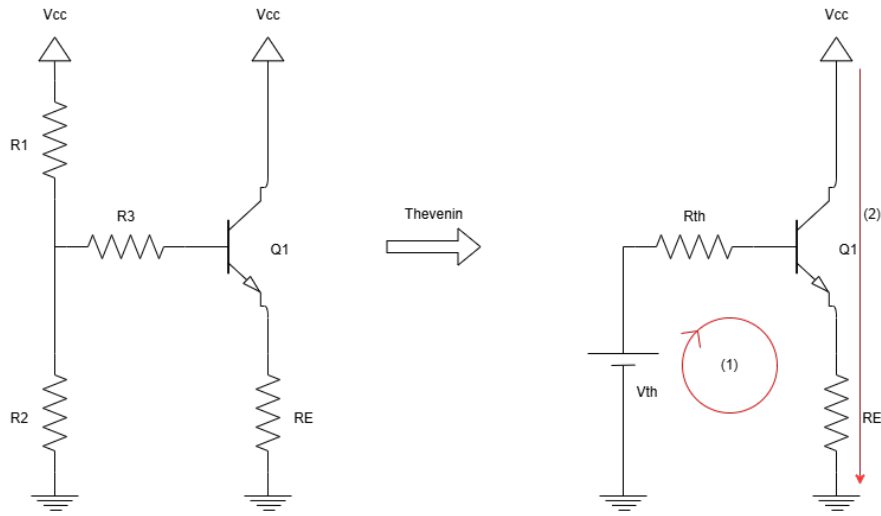 Vcc
Vcc
Vcc
R1
R3
Thevenin
Rth
(2)
Q1
Q1
(1)
Vth
R2
RE
RE